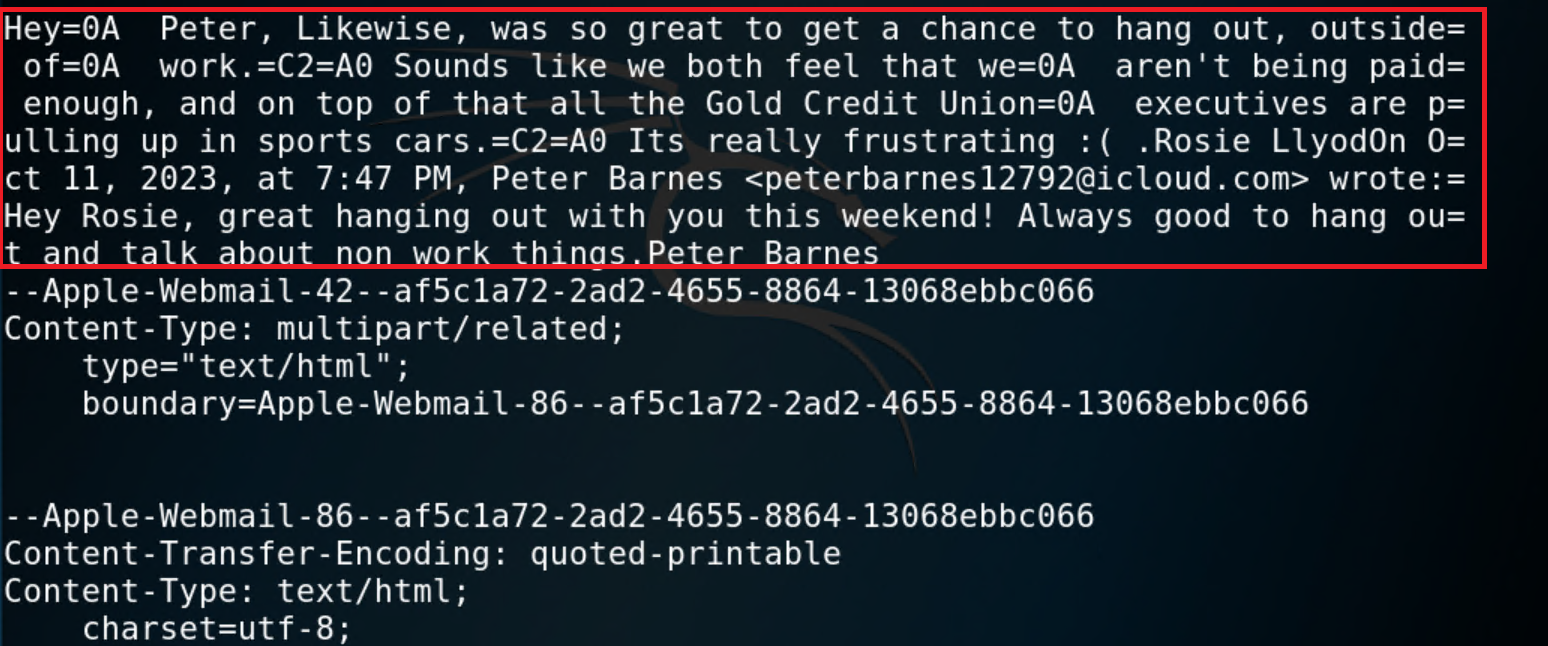 Hey=0A  Peter, Likewise, was so great to get a chance to hang out, outside=
 of=0A  work.=C2=A0 Sounds like we both feel that we=0A  aren't being paid=
 enough, and on top of that all the Gold Credit Union=0A  executives are p=
ulling up in sports cars.=C2=A0 Its really frustrating :( .Rosie LlyodOn O=
ct 11, 2023, at 7:47 PM, Peter Barnes <peterbarnes12792@icloud.com> wrote:=
Hey Rosie, great hanging out with you this weekend! Always good to hang ou=
t and talk about non work things.Peter Barnes
--Apple-Webmail-42--af5c1a72-2ad2-4655-8864-13068ebbc066
Content-Type: multipart/related;
    type="text/html";
    boundary=Apple-Webmail-86--af5c1a72-2ad2-4655-8864-13068ebbc066
--Apple-Webmail-86--af5c1a72-2ad2-4655-8864-13068ebbc066
Content-Transfer-Encoding: quoted-printable
Content-Type: text/html;
    charset=utf-8;